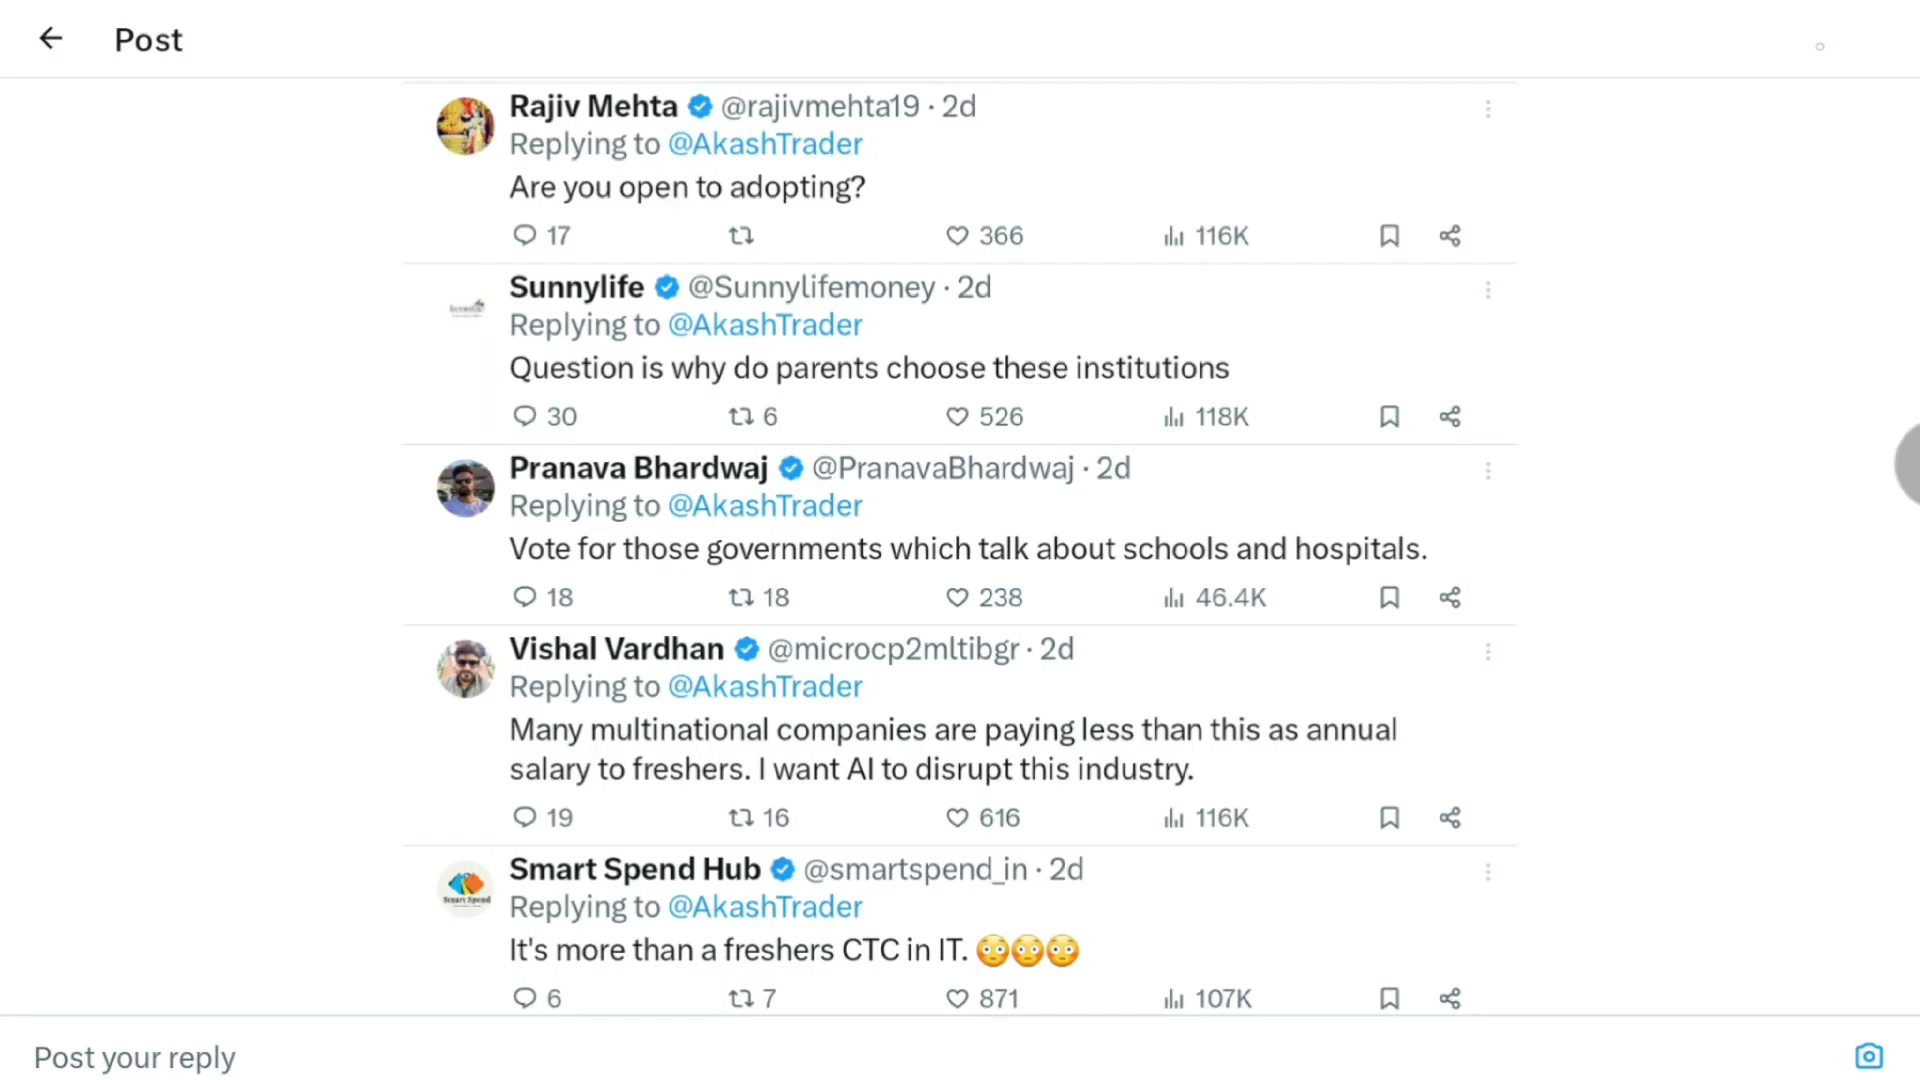 Post
Rajiv Mehta @rajivmehta19 · 2d
Replying to @AkashTrader
Are you open to adopting?
17 366 116K
Sunnylife @Sunnylifemoney · 2d
Replying to @AkashTrader
Question is why do parents choose these institutions
30 6 526 118K
Pranava Bhardwaj @PranavaBhardwaj · 2d
Replying to @AkashTrader
Vote for those governments which talk about schools and hospitals.
18 18 238 46.4K
Vishal Vardhan @microcp2mltibgr · 2d
Replying to @AkashTrader
Many multinational companies are paying less than this as annual
salary to freshers. I want AI to disrupt this industry.
19 16 616 116K
Smart Spend Hub @smartspend_in · 2d
Smart Spend
Replying to @AkashTrader
It's more than a freshers CTC in IT. 😳😳😳
6 7 871 107K
Post your reply